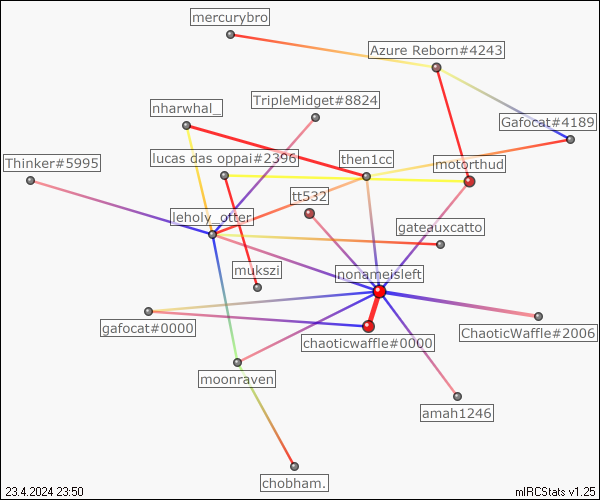 mercurybro
Azure Reborn#4243
TripleMidget#8824
nharwhal_
Gafocat#4189
Thinker#5995
lucas das oppai#2396
then1cc
motorthud
tt532
leholy_otter
gateauxcatto
mukszi
nonameisleft
gafocat#0000
chaoticwaffle#0000
ChaoticWaffle#2006
moonraven
amah1246
chobham.
23.4.2024 23:50
mIRCStats v1.25